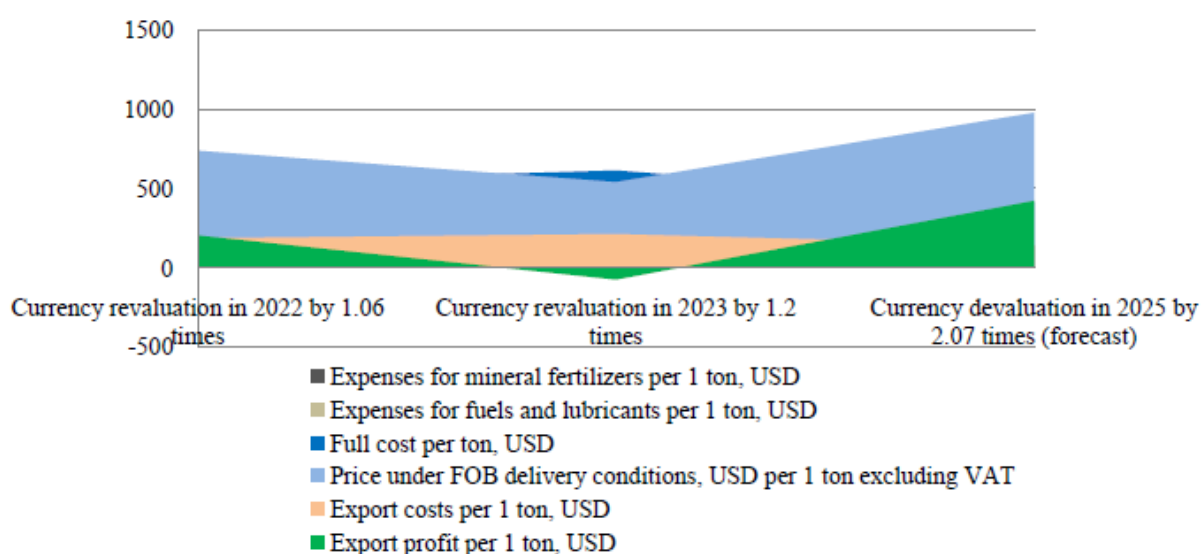 1500
1000
500
0
Currency revaluation in 2022 by 1.06
times
Currency revaluation in 2023 by 1.2
times
Currency devaluation in 2025 by
2.07 times (forecast)
-500
Expenses for mineral fertilizers per 1 ton, USD
Expenses for fuels and lubricants per 1 ton, USD
Full cost per ton, USD
Price under FOB delivery conditions, USD per 1 ton excluding VAT
Export costs per 1 ton, USD
Export profit per 1 ton, USD